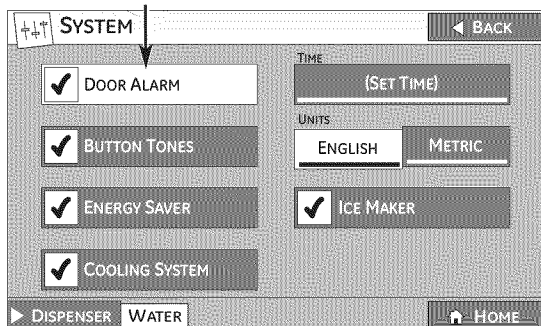 SYSTEM
BACK
DOOR ALARM
BUTTON TONES
ENERGY SAVER
COOLING SYSTEM
TIME
(SET TIME)
UNITS
ENGLISH METRIC
ICE MAKER
DISPENSER WATER
HOME